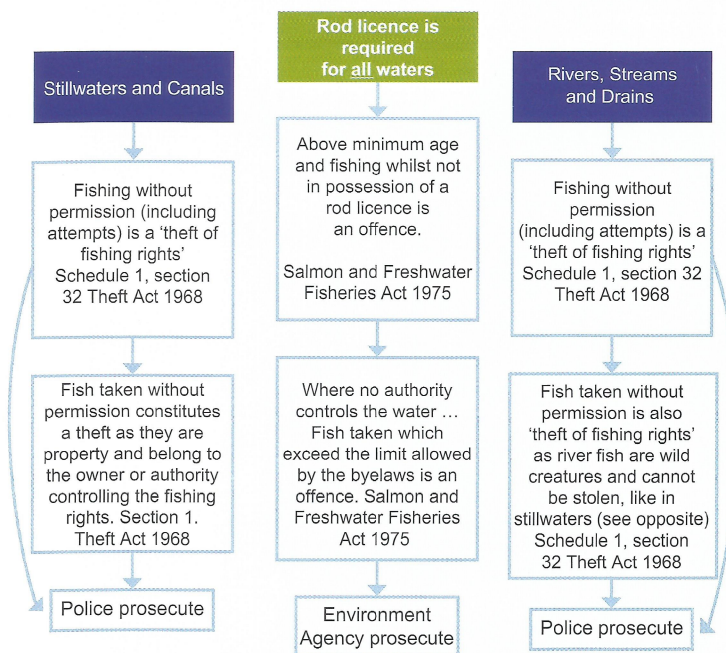 Stillwaters and Canals
Fishing without
permission (including
attempts) is a ‘theft of
fishing rights’
Schedule 1, section
32 Theft Act 1968
Fish taken without
permission constitutes
a theft as they are
property and belong to
the owner or authority
controlling the fishing
rights. Section 1.
Theft Act 1968
Police prosecute
Rod licence is
required
for all waters
Above minimum age
and fishing whilst not
in possession of a
rod licence is
an offence.
Salmon and Freshwater
Fisheries Act 1975
Where no authority
controls the water ...
Fish taken which
exceed the limit allowed
by the byelaws is an
offence. Salmon and
Freshwater Fisheries
Act 1975
Environment
Agency prosecute
Rivers, Streams
and Drains
Fishing without
permission
(including attempts) is a
‘theft of fishing rights’
Schedule 1, section 32
Theft Act 1968
Fish taken without
permission is also
‘theft of fishing rights’
as river fish are wild
creatures and cannot
be stolen, like in
stillwaters (see opposite)
Schedule 1, section
32 Theft Act 1968
Police prosecute